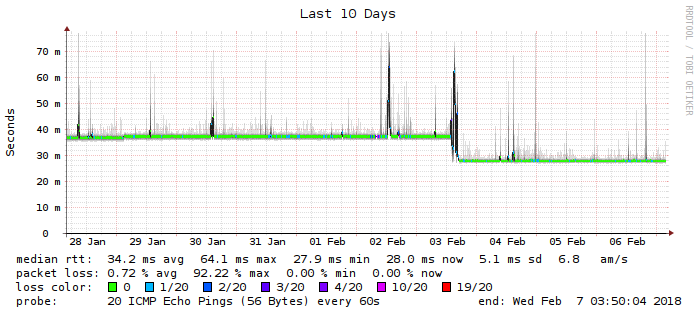 Last 10 Days
RRDTOOL / TOBI OETIKER
Seconds
70 m
60 m
50 m
40 m
30 m
20 m
10 m
0
28 Jan 29 Jan 30 Jan 31 Jan 01 Feb 02 Feb 03 Feb 04 Feb 05 Feb 06 Feb
median rtt: 34.2 ms avg 64.1 ms max 27.9 ms min 28.0 ms now 5.1 ms sd 6.8 am/s
packet loss: 0.72 % avg 92.22 % max 0.00 % min 0.00 % now
loss color: 0 1/20 2/20 3/20 4/20 10/20 19/20
probe: 20 ICMP Echo Pings (56 Bytes) every 60s end: Wed Feb 7 03:50:04 2018